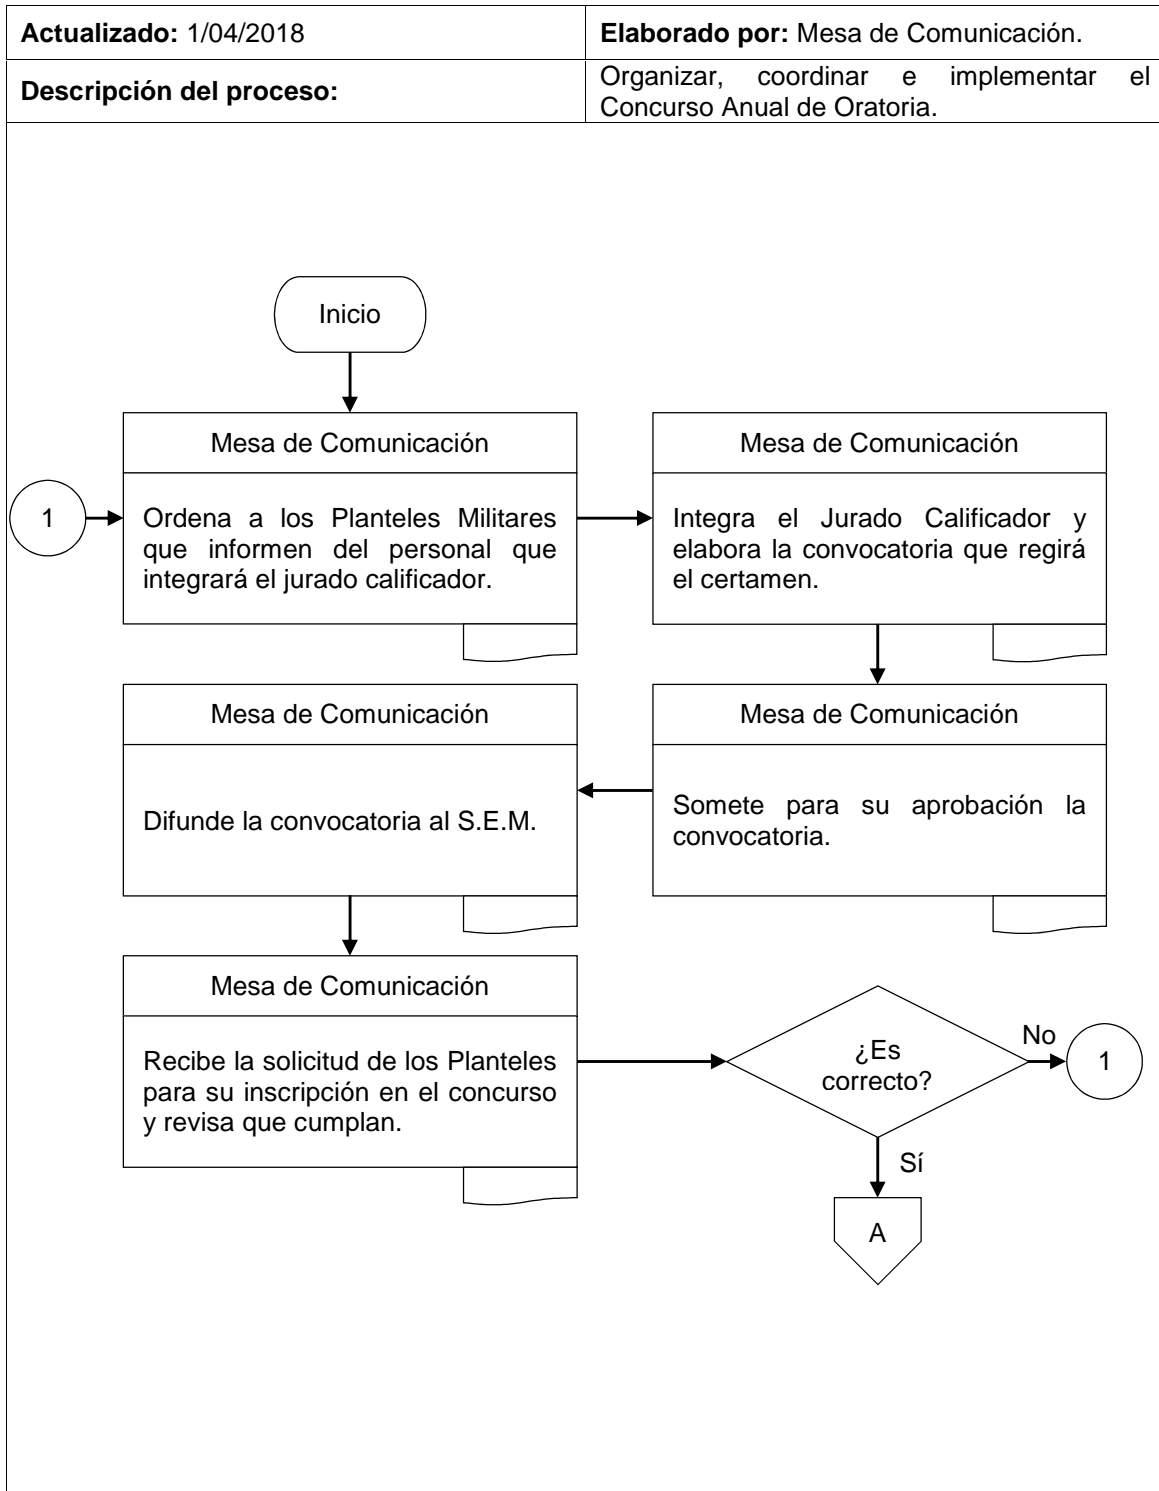 Actualizado: 1/04/2018
Elaborado por: Mesa de Comunicación.
Descripción del proceso:
Organizar, coordinar e implementar el
Concurso Anual de Oratoria.
Inicio
Mesa de Comunicación
1
Ordena a los Planteles Militares
que informen del personal que
integrará el jurado calificador.
Mesa de Comunicación
Integra el Jurado Calificador y
elabora la convocatoria que regirá
el certamen.
Mesa de Comunicación
Somete para su aprobación la
convocatoria.
Mesa de Comunicación
Difunde la convocatoria al S.E.M.
Mesa de Comunicación
Recibe la solicitud de los Planteles
para su inscripción en el concurso
y revisa que cumplan.
¿Es
correcto?
No
1
Sí
A